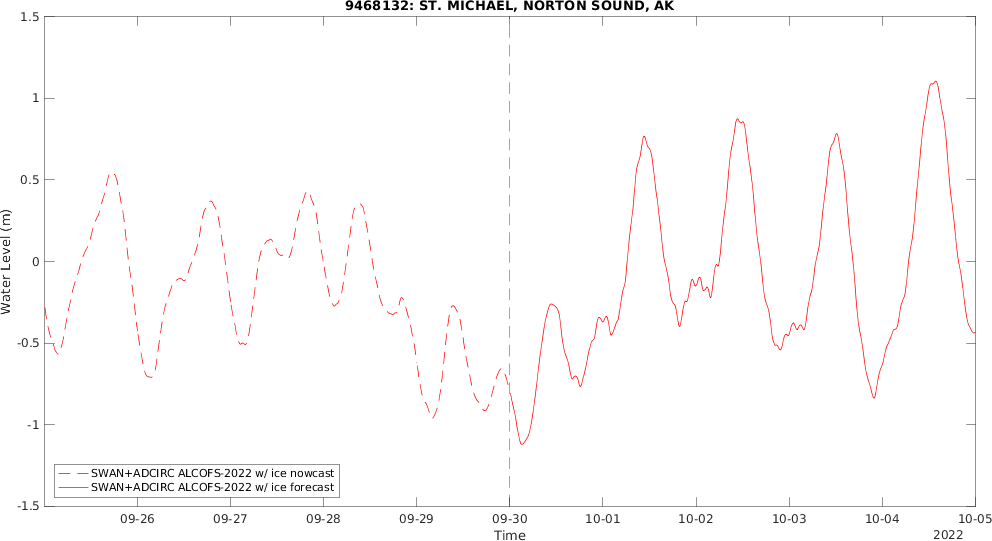 9468132: ST. MICHAEL, NORTON SOUND, AK
1.5
1
0.5
0
-0.5
-1
-1.5
Water Level (m)
SWAN+ADCIRC ALCOFS-2022 w/ ice nowcast
SWAN+ADCIRC ALCOFS-2022 w/ ice forecast
09-26 09-27 09-28 09-29 09-30 10-01 10-02 10-03 10-04 10-05
Time
2022